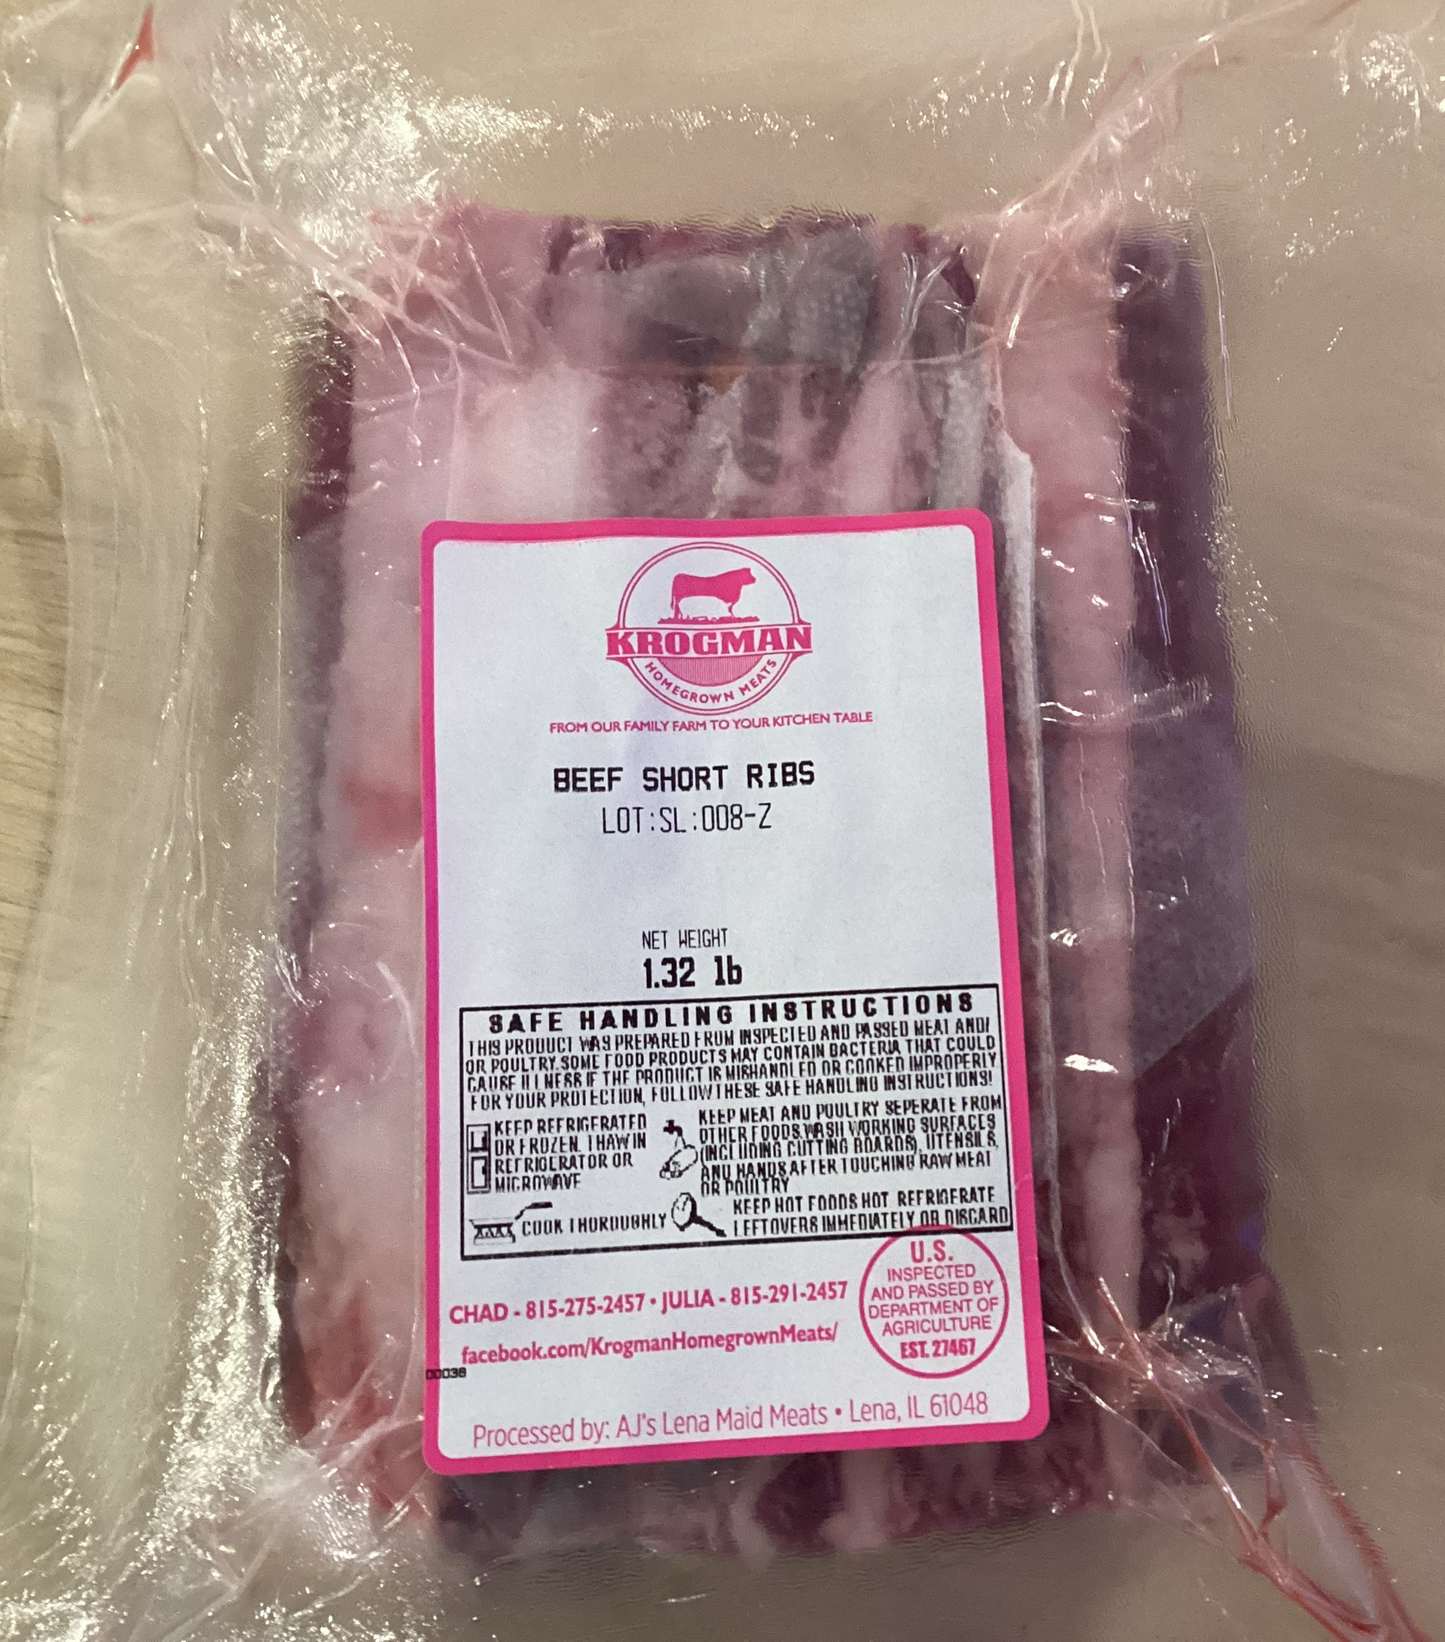 KROGMAN
HOMEGROWN MEATS
FROM OUR FAMILY FARM TO YOUR KITCHEN TABLE
BEEF SHORT RIBS
LOT:SL:008-Z
NET WEIGHT
1.32 lb
SAFE HANDLING INSTRUCTIONS
THIS PRODUCT WAS PREPARED FROM INSPECTED AND PASSED MEAT AND/
OR POULTRY. SOME FOOD PRODUCTS MAY CONTAIN BACTERIA THAT COULD
CAUSE ILLNESS IF THE PRODUCT IS MISHANDLED OR COOKED IMPROPERLY
FOR YOUR PROTECTION, FOLLOW THESE SAFE HANDLING INSTRUCTIONS!
KEEP REFRIGERATED
OR FROZEN. THAW IN
REFRIGERATOR OR
MICROWAVE
KEEP MEAT AND POULTRY SEPERATE FROM
OTHER FOODS. WASH WORKING SURFACES
(INCLUDING CUTTING BOARDS), UTENSILS,
AND HANDS AFTER TOUCHING RAW MEAT
OR POULTRY
COOK THOROUGHLY
KEEP HOT FOODS HOT. REFRIGERATE
LEFTOVERS IMMEDIATELY OR DISCARD
U.S.
INSPECTED
AND PASSED BY
DEPARTMENT OF
AGRICULTURE
EST. 27467
CHAD - 815-275-2457 • JULIA - 815-291-2457
facebook.com/KrogmanHomegrownMeats/
00038
Processed by: AJ's Lena Maid Meats • Lena, IL 61048